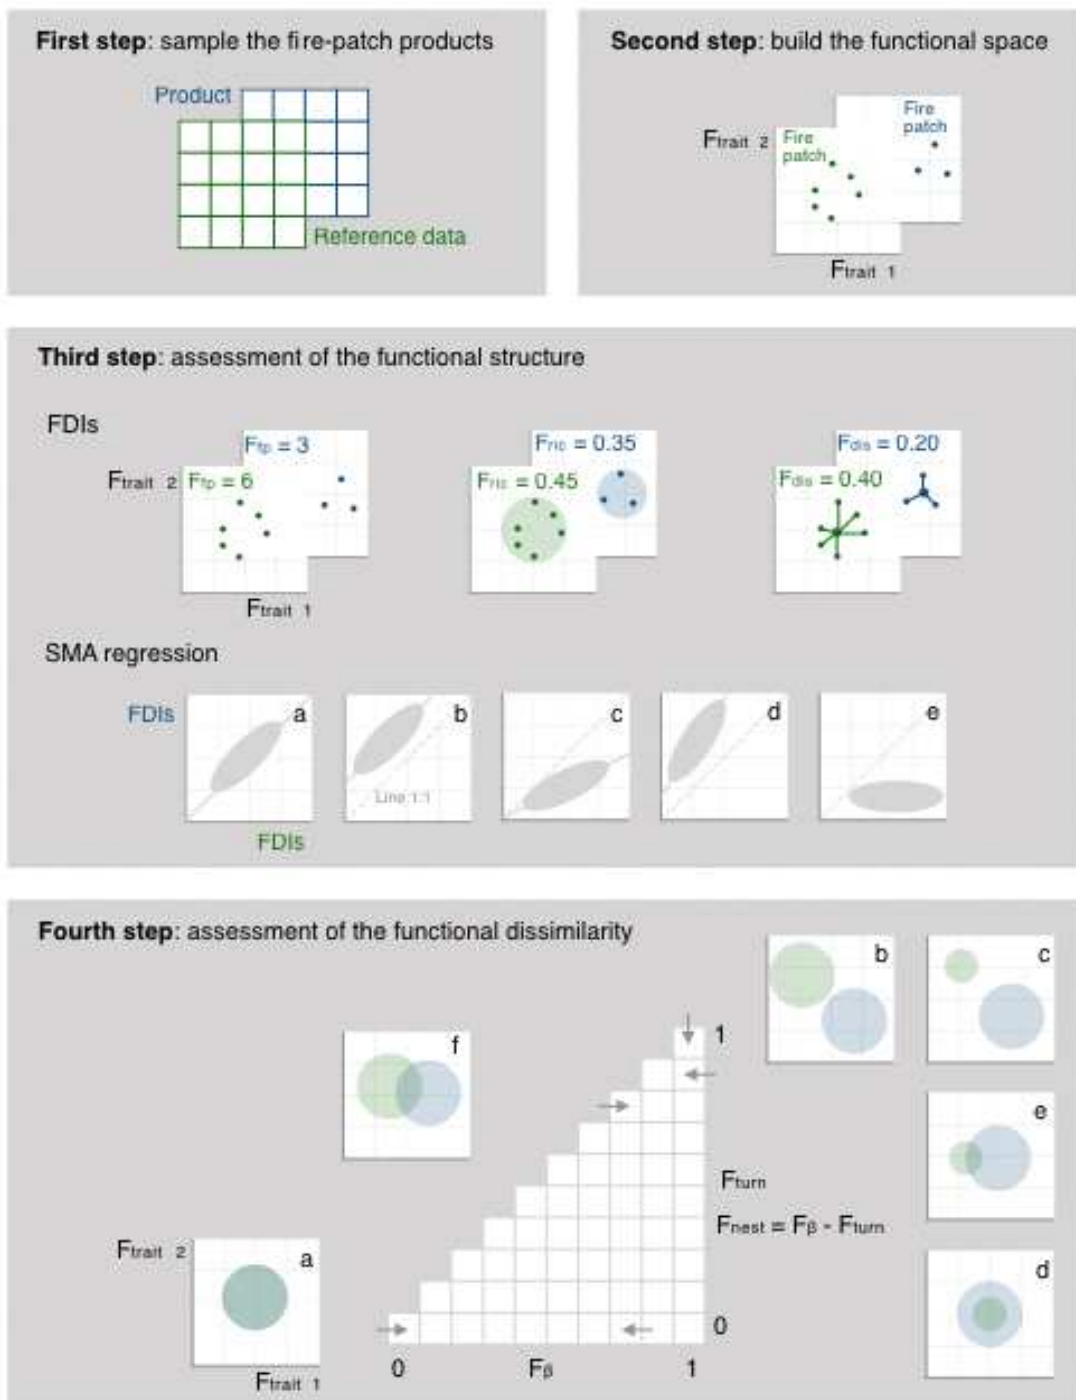 First step: sample the fire-patch products
Product
Reference data
Second step: build the functional space
Fire
patch
Ftrait 2
Fire
patch
Ftrait 1
Third step: assessment of the functional structure
FDIs
Ffp = 3
Ftrait 2
Ffp = 6
Ftrait 1
Fric = 0.35
Fric = 0.45
Fdis = 0.20
Fdis = 0.40
SMA regression
FDIs
a
b
c
d
e
Line 1:1
FDIs
Fourth step: assessment of the functional dissimilarity
b
c
f
1
e
Fturn
Fnest = Fβ - Fturn
Ftrait 2
a
d
0
0
Fβ
1
Ftrait 1